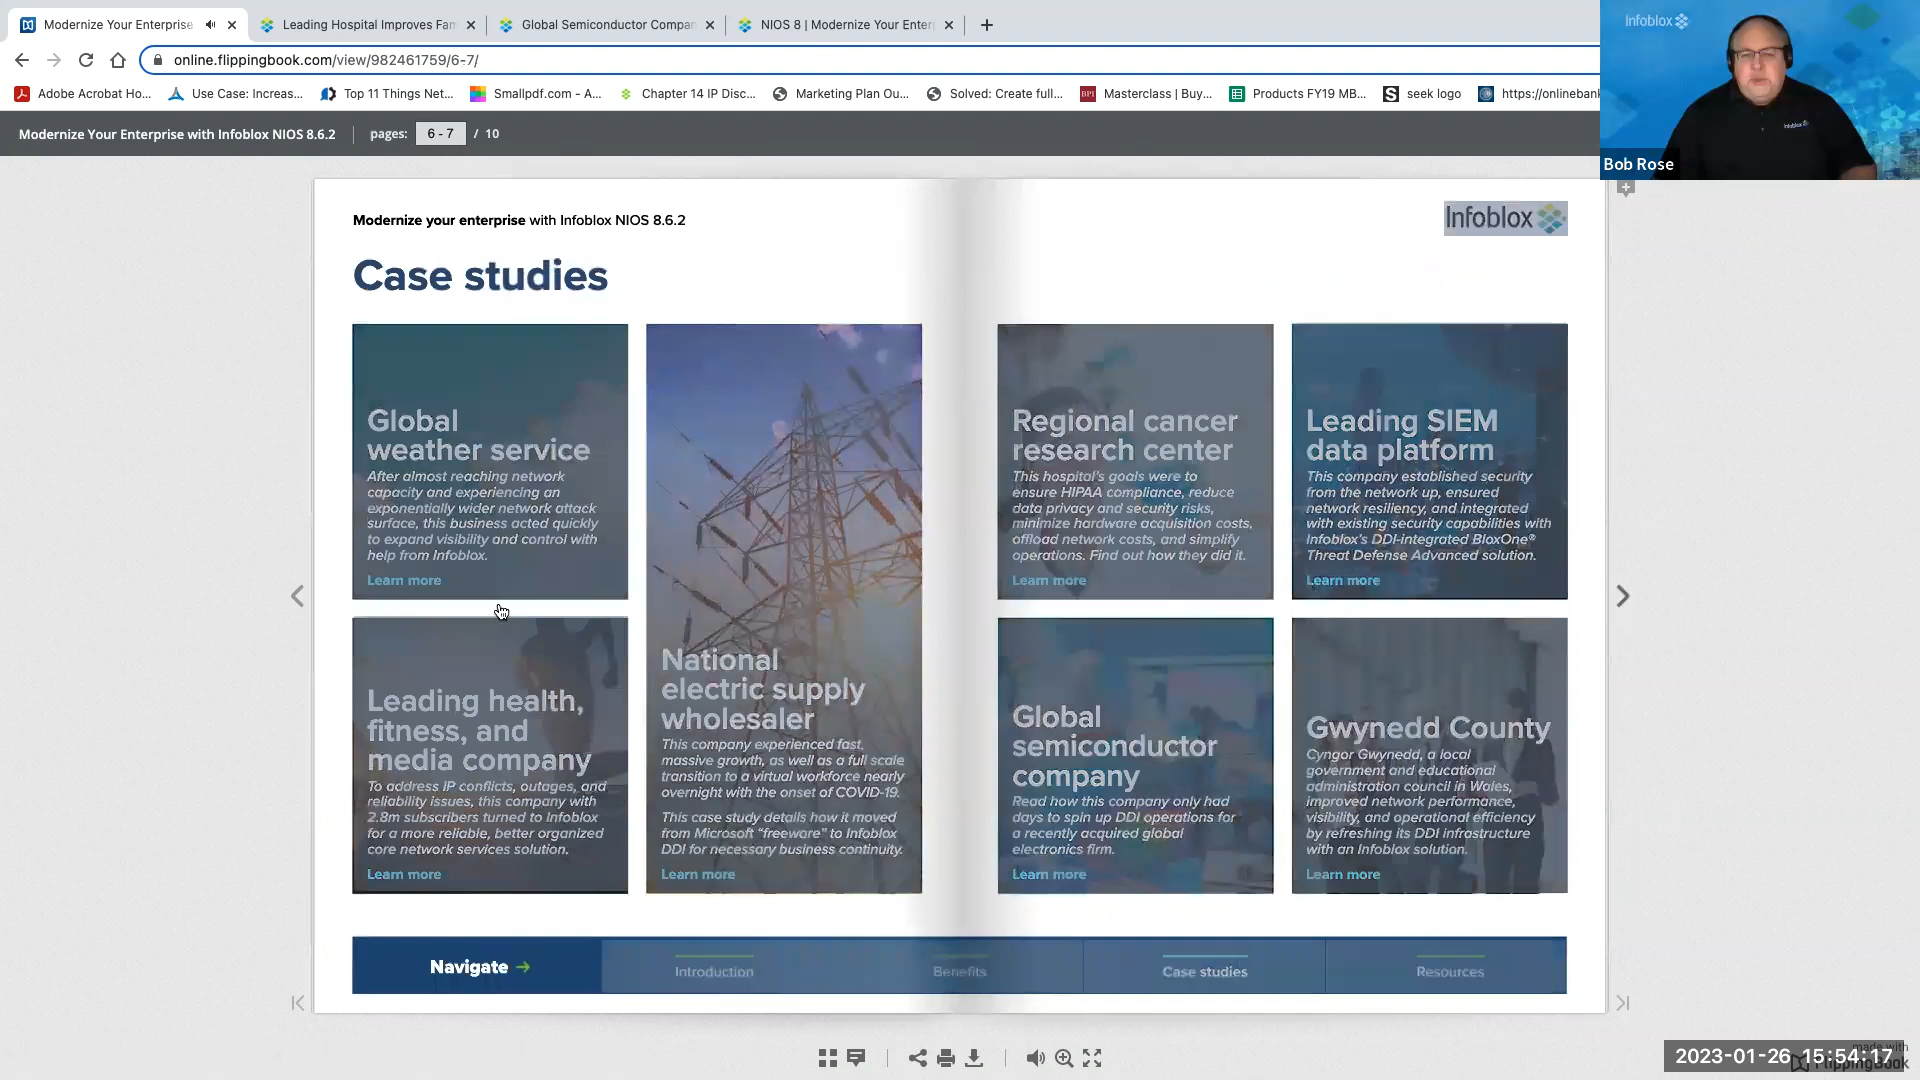 Modernize Your Enterprise
Leading Hospital Improves Fam
Global Semiconductor Compan
NIOS 8 | Modernize Your Enter
online.flippingbook.com/view/982461759/6-7/
Adobe Acrobat Ho...
Use Case: Increas...
Top 11 Things Net...
Smallpdf.com - A...
Chapter 14 IP Disc...
Marketing Plan Ou...
Solved: Create full...
BPI
Masterclass | Buy...
Products FY19 MB...
seek logo
https://onlinebank
Modernize Your Enterprise with Infoblox NIOS 8.6.2
pages:
6 - 7
/ 10
infoblox
infoblox
Bob Rose
Modernize your enterprise with Infoblox NIOS 8.6.2
Infoblox
Case studies
Global
weather service
After almost reaching network
capacity and experiencing an
exponentially wider network attack
surface, this business acted quickly
to expand visibility and control with
help from Infoblox.
Learn more
Leading health,
fitness, and
media company
To address IP conflicts, outages, and
reliability issues, this company with
2.8m subscribers turned to Infoblox
for a more reliable, better organized
core network services solution.
Learn more
National
electric supply
wholesaler
This company experienced fast,
massive growth, as well as a full scale
transition to a virtual workforce nearly
overnight with the onset of COVID-19.
This case study details how it moved
from Microsoft "freeware" to Infoblox
DDI for necessary business continuity.
Learn more
Regional cancer
research center
This hospital's goals were to
ensure HIPAA compliance, reduce
data privacy and security risks,
minimize hardware acquisition costs,
offload network costs, and simplify
operations. Find out how they did it.
Learn more
Leading SIEM
data platform
This company established security
from the network up, ensured
network resiliency, and integrated
with existing security capabilities with
Infoblox's DDI-integrated BloxOne®
Threat Defense Advanced solution.
Learn more
Global
semiconductor
company
Read how this company only had
days to spin up DDI operations for
a recently acquired global
electronics firm.
Learn more
Gwynedd County
Cyngor Gwynedd, a local
government and educational
administration council in Wales,
improved network performance,
visibility, and operational efficiency
by refreshing its DDI infrastructure
with an Infoblox solution.
Learn more
Navigate →
Introduction
Benefits
Case studies
Resources
made with
FlippingBook
2023-01-26 15:54:17